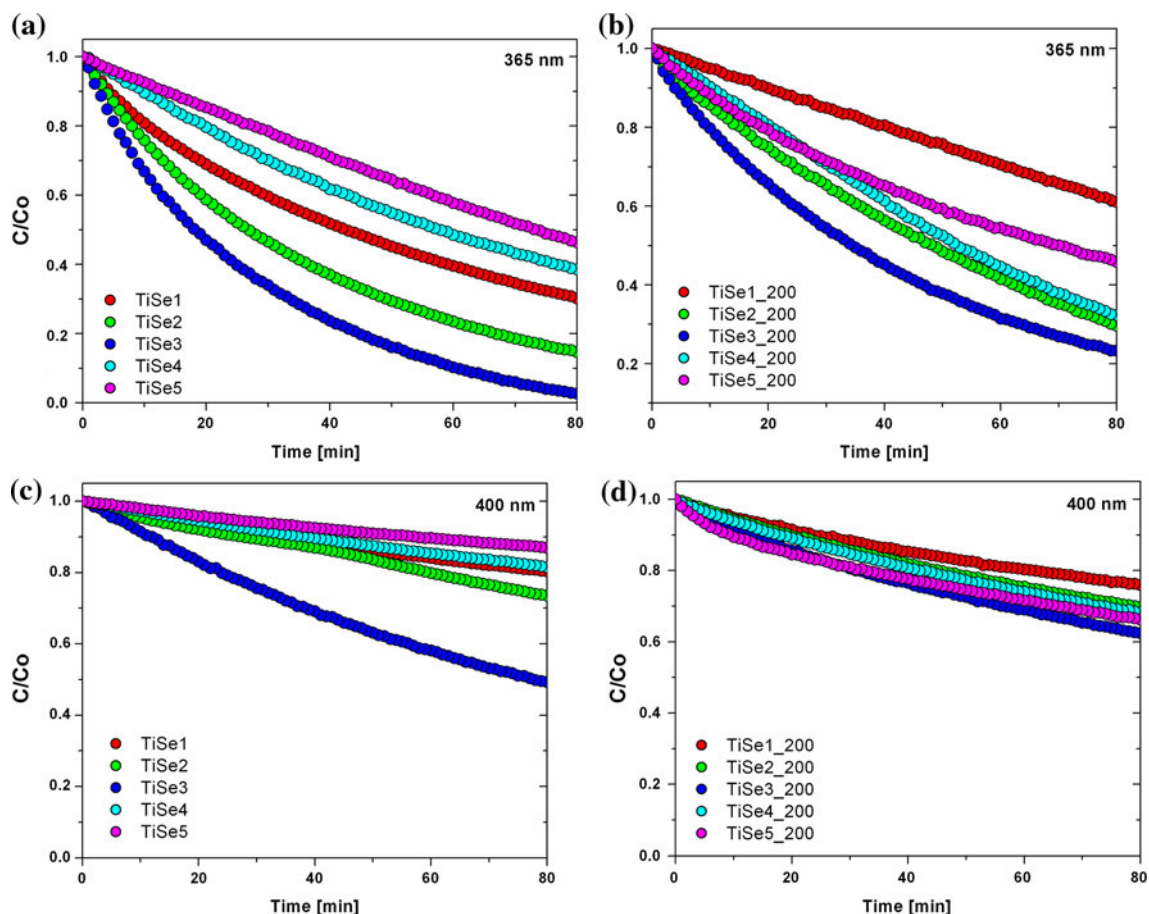 (a)
365 nm
C/Co
1.0
0.8
0.6
0.4
0.2
0.0
TiSe1
TiSe2
TiSe3
TiSe4
TiSe5
0 20 40 60 80
Time [min]
(b)
365 nm
1.0
0.8
0.6
0.4
0.2
TiSe1_200
TiSe2_200
TiSe3_200
TiSe4_200
TiSe5_200
0 20 40 60 80
Time [min]
(c)
400 nm
C/Co
1.0
0.8
0.6
0.4
0.2
0.0
TiSe1
TiSe2
TiSe3
TiSe4
TiSe5
0 20 40 60 80
Time [min]
(d)
400 nm
C/Co
1.0
0.8
0.6
0.4
0.2
0.0
TiSe1_200
TiSe2_200
TiSe3_200
TiSe4_200
TiSe5_200
0 20 40 60 80
Time [min]